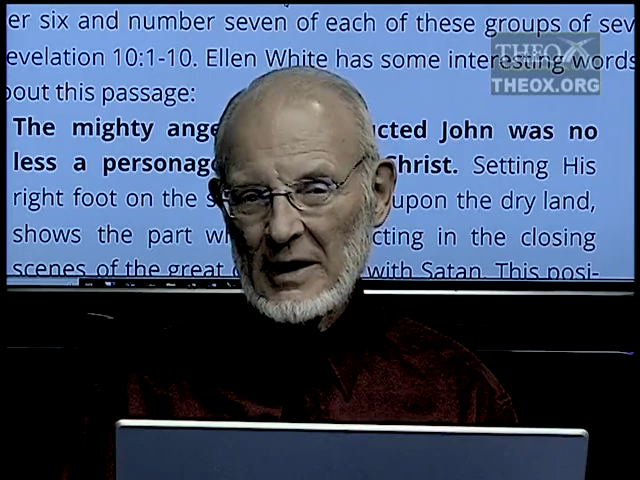 er six and number seven of each of these groups of sev
evelation 10:1-10. Ellen White has some interesting words
bout this passage:
The mighty ange ucted John was no
less a personag Christ. Setting His
right foot on the s upon the dry land,
shows the part w cting in the closing
scenes of the great c with Satan. This posi-
THEOX
THEOX.ORG